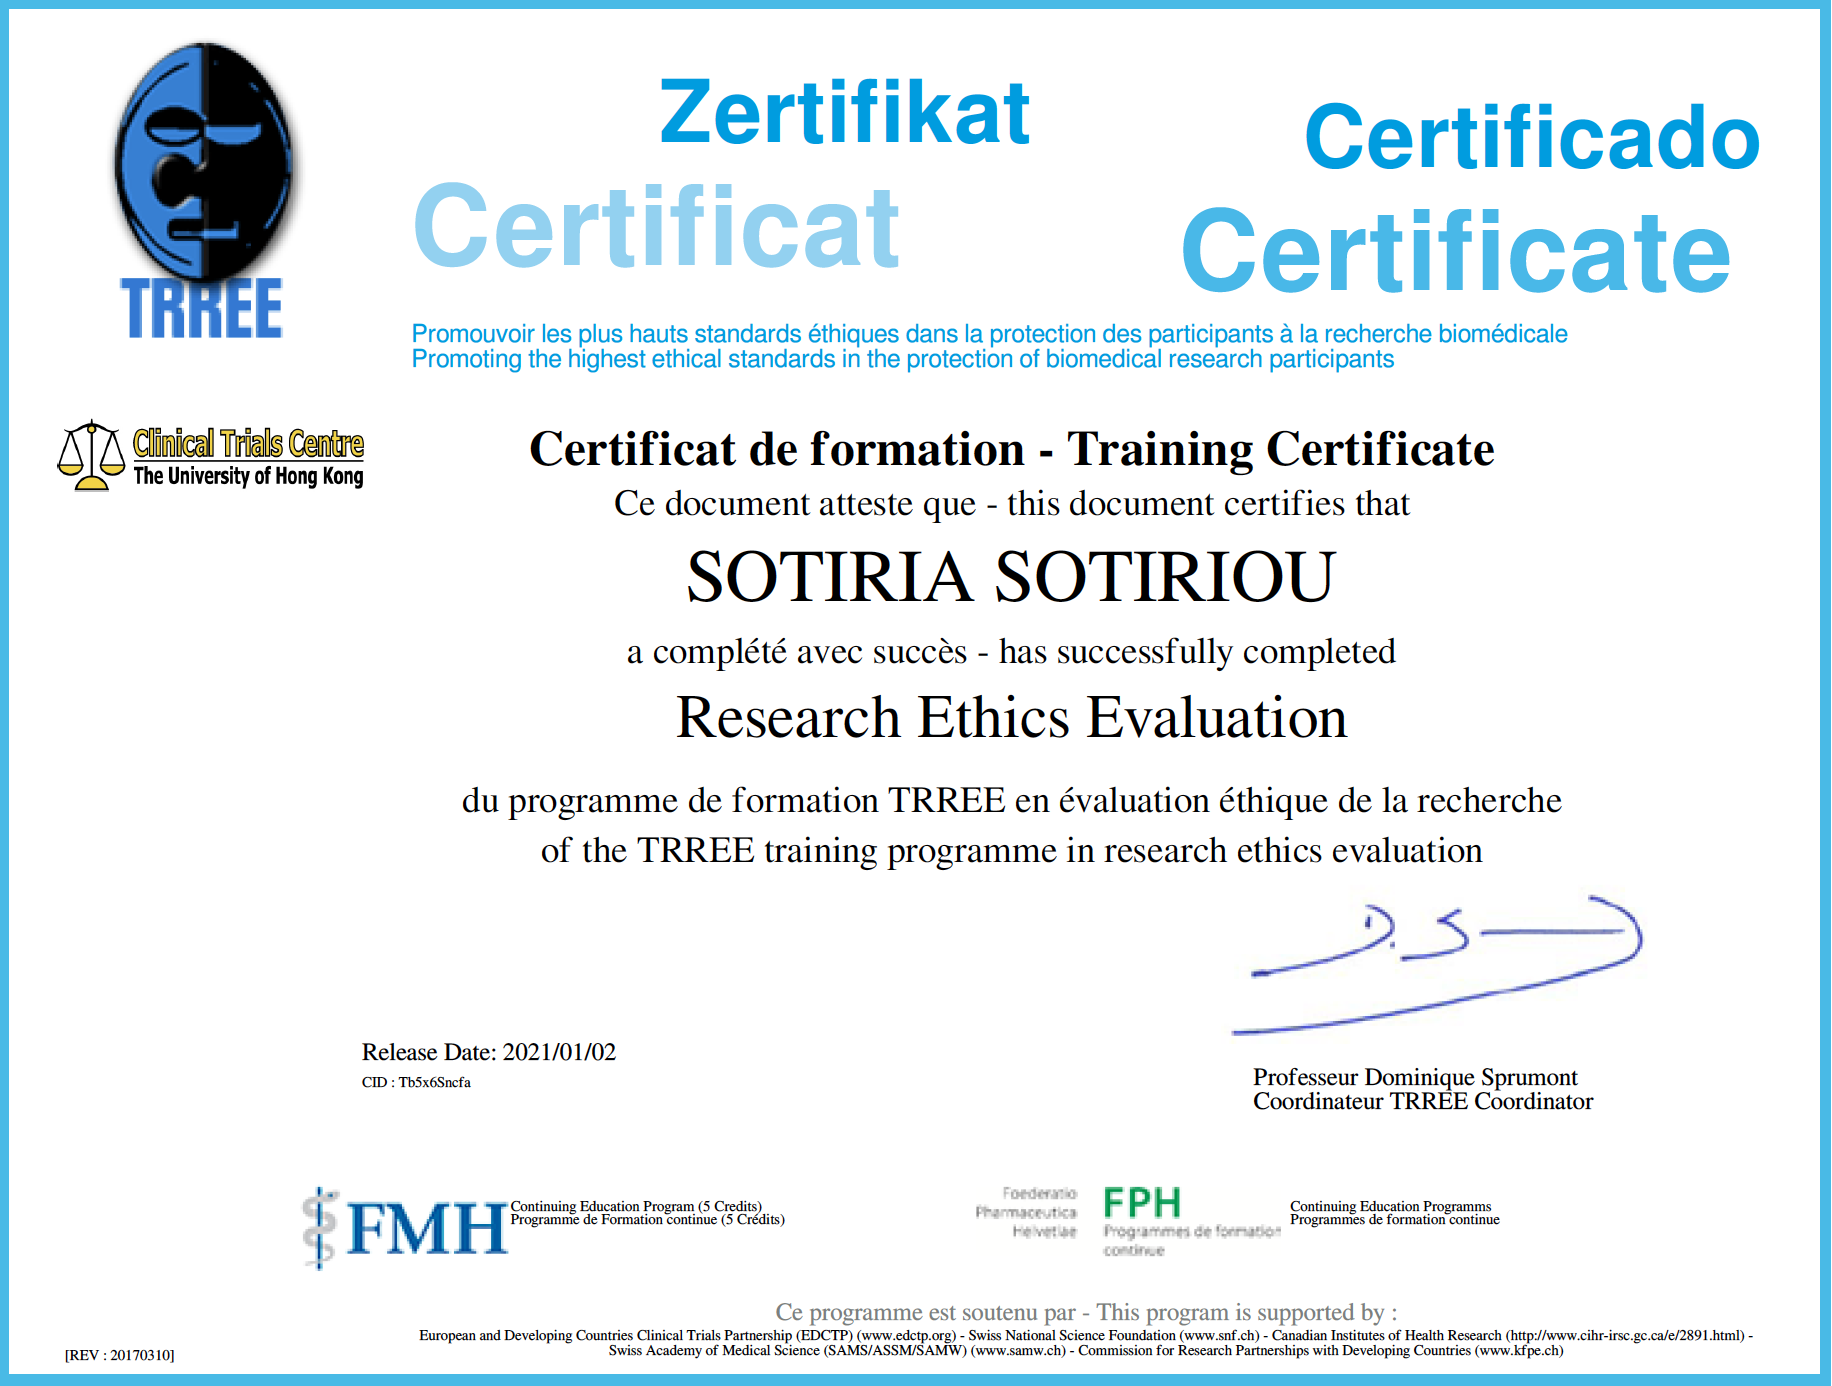 Zertifikat
Certificado
Certificat
Certificate
TRREE
Promouvoir les plus hauts standards éthiques dans la protection des participants à la recherche biomédicale
Promoting the highest ethical standards in the protection of biomedical research participants
Clinical Trials Centre
The University of Hong Kong
Certificat de formation - Training Certificate
Ce document atteste que - this document certifies that
SOTIRIA SOTIRIOU
a complété avec succès - has successfully completed
Research Ethics Evaluation
du programme de formation TRREE en évaluation éthique de la recherche
of the TRREE training programme in research ethics evaluation
D. S
Release Date: 2021/01/02
CID : Tb5x6Sncfa
Professeur Dominique Sprumont
Coordinateur TRREE Coordinator
FMH
Continuing Education Program (5 Credits)
Programme de Formation continue (5 Crédits)
Foederatio
Pharmaceutica
Helvetiae
FPH
Programmes de formation
continue
Continuing Education Programms
Programmes de formation continue
Ce programme est soutenu par - This program is supported by :
European and Developing Countries Clinical Trials Partnership (EDCTP) (www.edctp.org) - Swiss National Science Foundation (www.snf.ch) - Canadian Institutes of Health Research (http://www.cihr-irsc.gc.ca/e/2891.html) -
Swiss Academy of Medical Science (SAMS/ASSM/SAMW) (www.samw.ch) - Commission for Research Partnerships with Developing Countries (www.kfpe.ch)
[REV : 20170310]